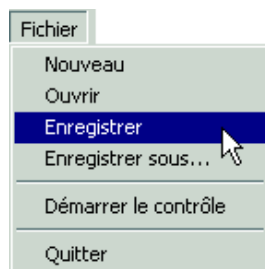 Fichier
Nouveau
Ouvrir
Enregistrer
Enregistrer sous...
Démarrer le contrôle
Quitter